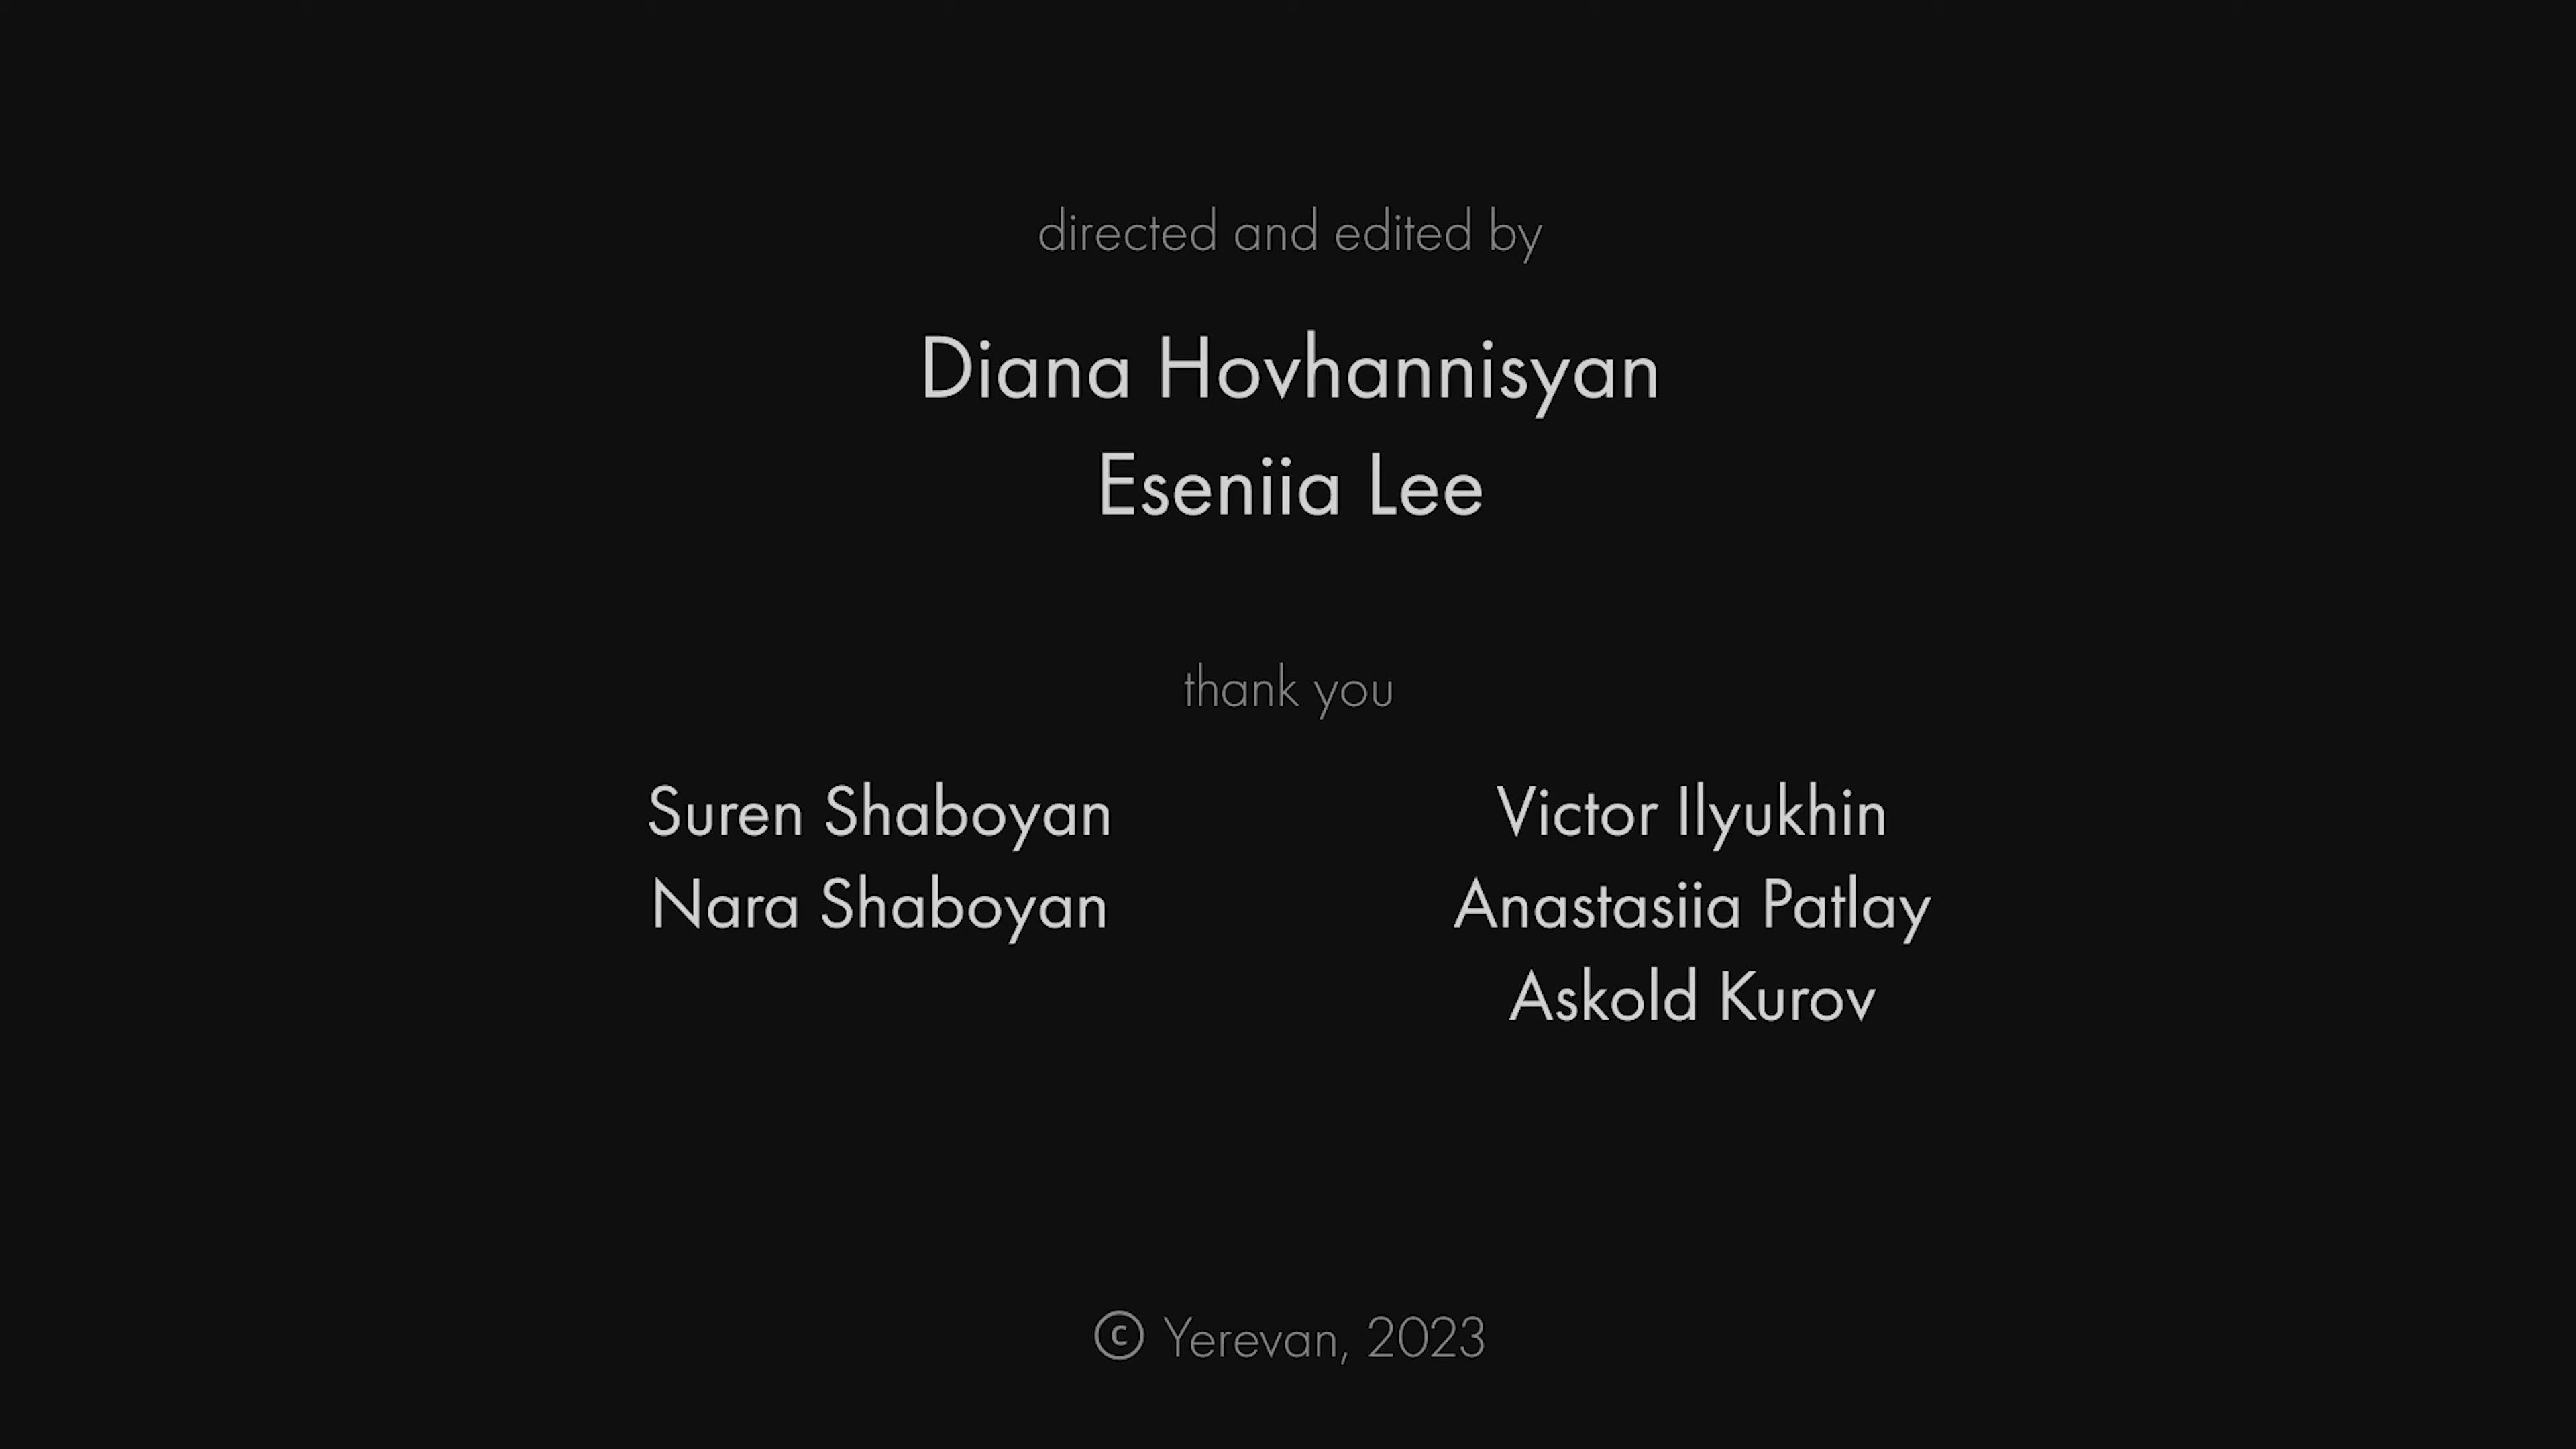 directed and edited by
Diana Hovhannisyan
Eseniia Lee
thank you
Suren Shaboyan
Nara Shaboyan
Victor Ilyukhin
Anastasiia Patlay
Askold Kurov
© Yerevan, 2023